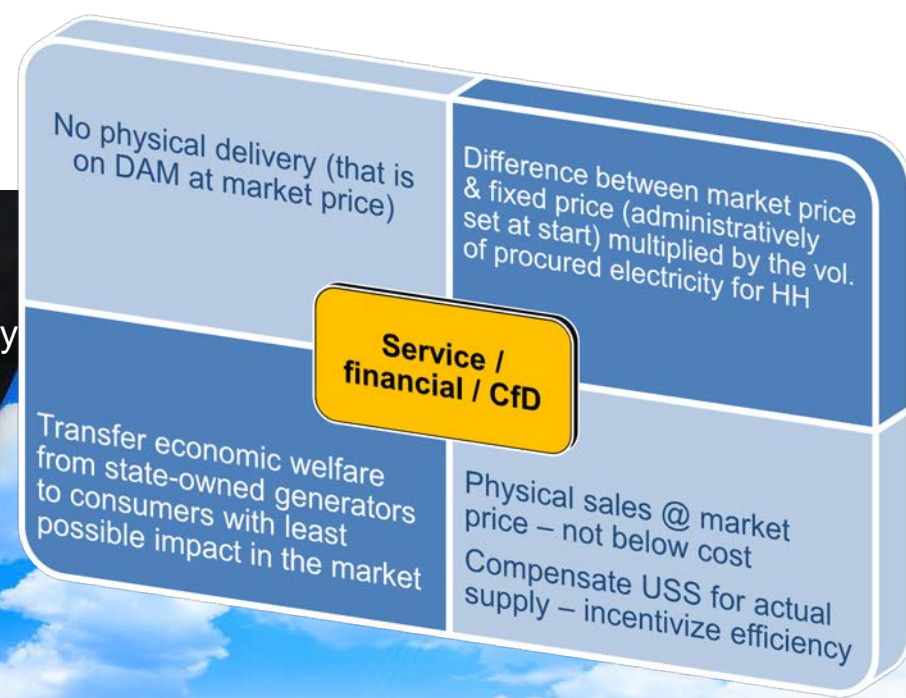 No physical delivery (that is
on DAM at market price)
Difference between market price
& fixed price (administratively
set at start) multiplied by the vol.
of procured electricity for HH
y
Service /
financial / CfD
Transfer economic welfare
from state-owned generators
to consumers with least
possible impact in the market
Physical sales @ market
price – not below cost
Compensate USS for actual
supply – incentivize efficiency